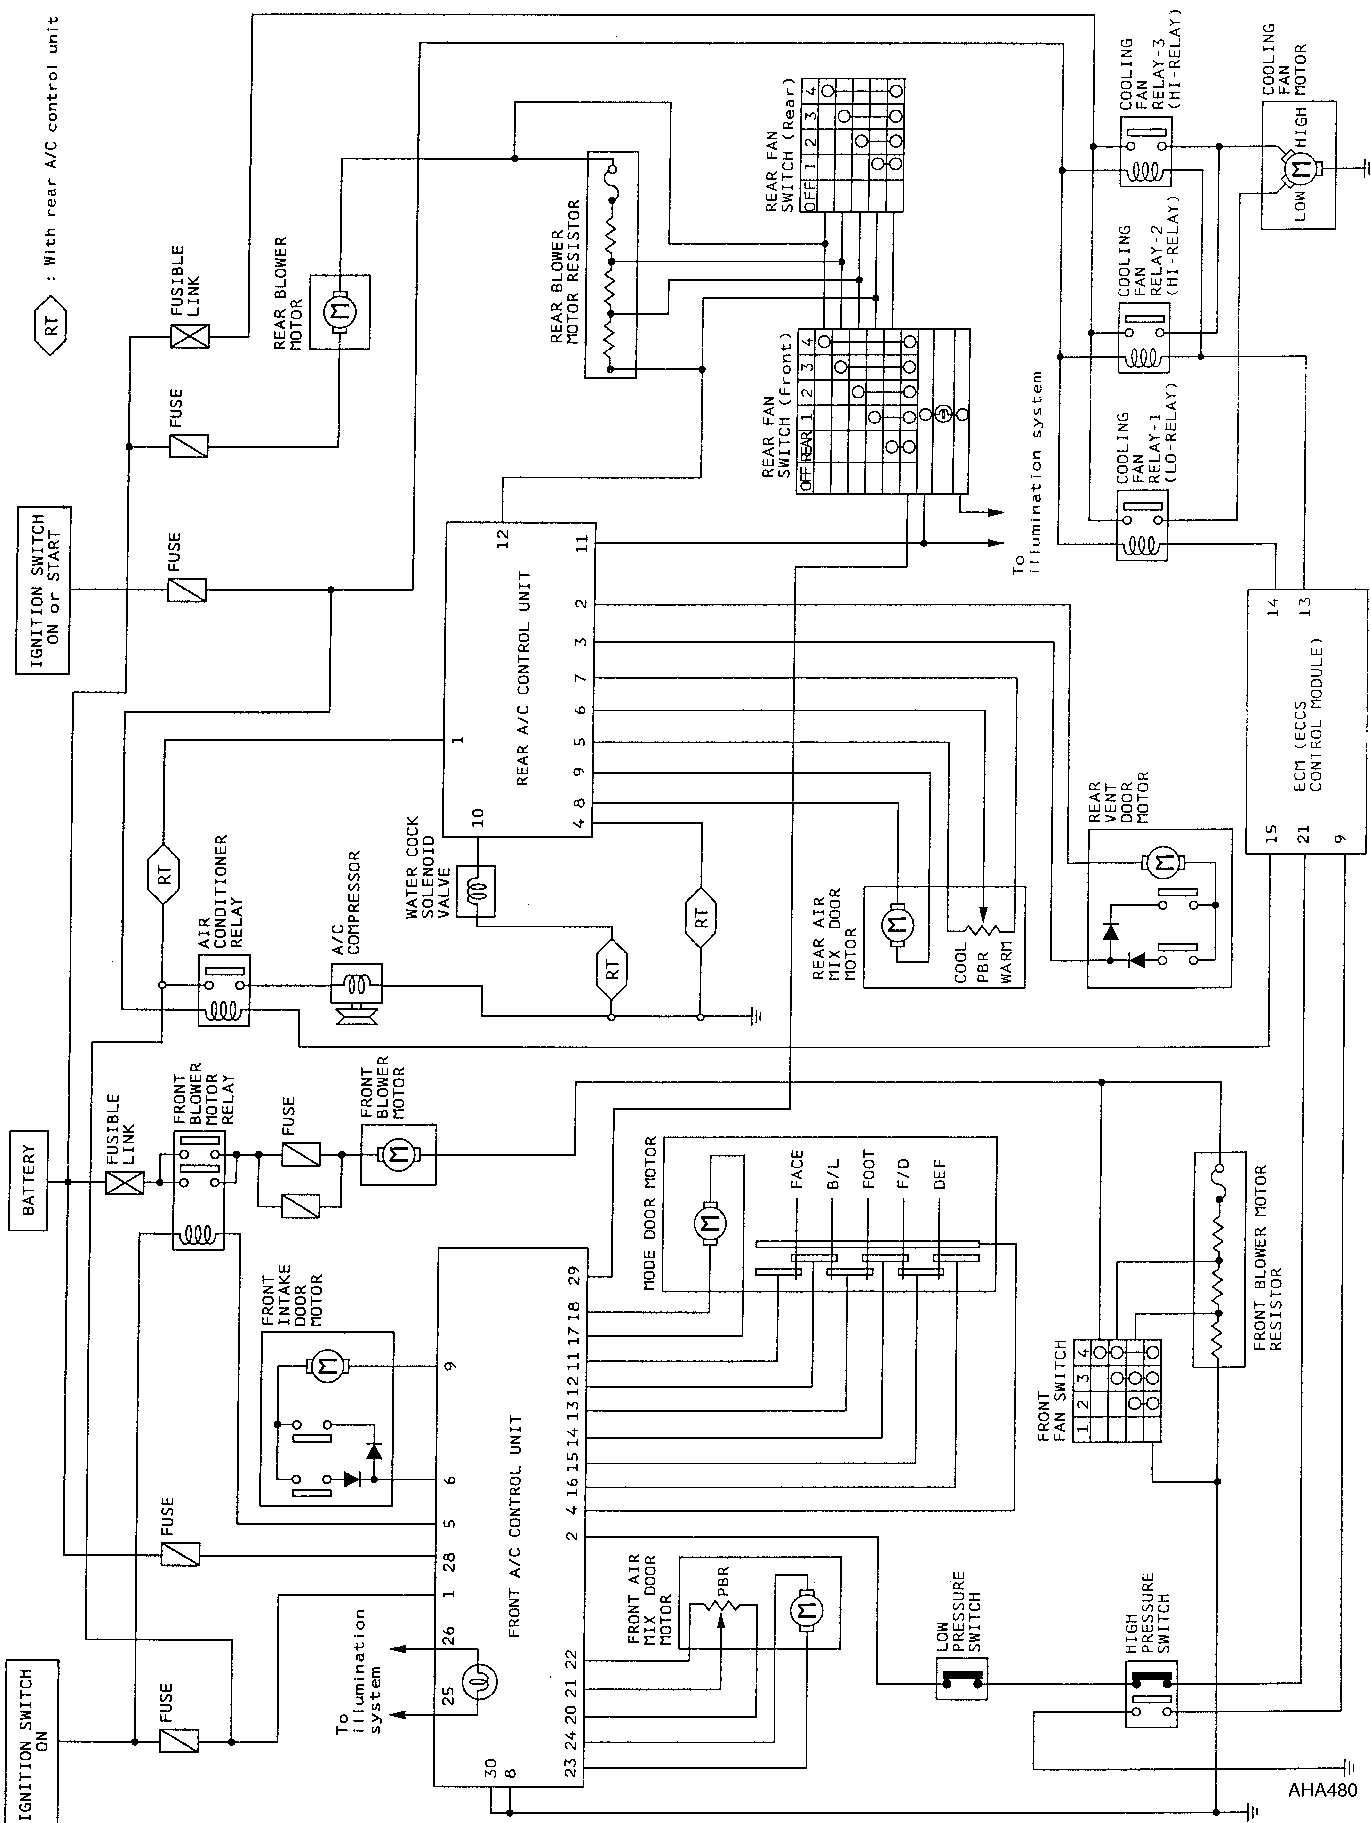 RT : With rear A/C control unit
IGNITION SWITCH
ON or START
BATTERY
IGNITION SWITCH
ON
FUSIBLE
LINK
FUSE
FUSE
REAR BLOWER
MOTOR
REAR BLOWER
MOTOR RESISTOR
REAR FAN
SWITCH (Rear)
OFF 1 2 3 4
REAR FAN
SWITCH (Front)
OFF REAR 1 2 3 4
To
illumination system
COOLING
FAN
RELAY-3
(HI-RELAY)
COOLING
FAN
RELAY-2
(HI-RELAY)
COOLING
FAN
RELAY-1
(LO-RELAY)
COOLING
FAN
MOTOR
LOW M HIGH
ECM (ECCS
CONTROL MODULE)
14 13
15 21 9
REAR A/C CONTROL UNIT
12 1 10
11 2 3 7 6 5 9 8 4
RT
RT
RT
AIR
CONDITIONER
RELAY
A/C
COMPRESSOR
WATER COCK
SOLENOID
VALVE
REAR AIR
MIX DOOR
MOTOR
M
COOL
PBR
WARM
REAR
VENT
DOOR
MOTOR
M
FUSIBLE
LINK
FRONT
BLOWER
MOTOR
RELAY
FUSE
FRONT
BLOWER
MOTOR
M
MODE DOOR MOTOR
M
FACE
B/L
FOOT
F/D
DEF
FRONT BLOWER MOTOR
RESISTOR
FRONT
FAN SWITCH
1 2 3 4
FRONT
INTAKE
DOOR
MOTOR
M
FUSE
FUSE
FRONT A/C CONTROL UNIT
9 6 5 28 1 26 25 30 8
29 18 17 11 12 13 14 15 16 4 2 22 21 20 24 23
To
illumination
system
FRONT AIR
MIX DOOR
MOTOR
PBR
M
LOW
PRESSURE
SWITCH
HIGH
PRESSURE
SWITCH
AHA480